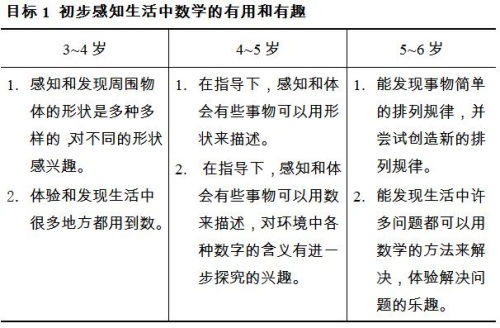 目标 1 初步感知生活中数学的有用和有趣
3~4 岁
4~5 岁
5~6 岁
1. 感知和发现周围物
体的形状是多种多
样的,对不同的形状
感兴趣。
2. 体验和发现生活中
很多地方都用到数。
1. 在指导下，感知和体
会有些事物可以用形
状来描述。
2. 在指导下，感知和体
会有些事物可以用数
来描述，对环境中各
种数字的含义有进一
步探究的兴趣。
1. 能发现事物简单
的排列规律，并
尝试创造新的排
列规律。
2. 能发现生活中许
多问题都可以用
数学的方法来解
决，体验解决问
题的乐趣。